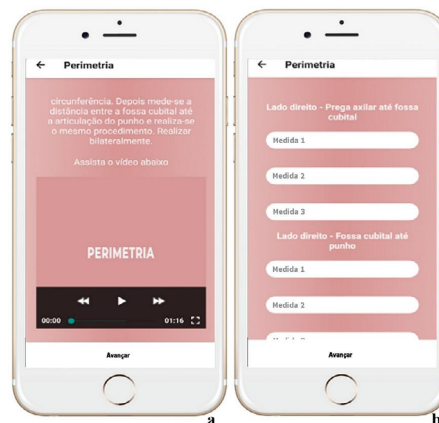 ← Perimetria
circunferência. Depois mede-se a
distância entre a fossa cubital até
a articulação do punho e realiza-se
o mesmo procedimento. Realizar
bilateralmente.
Assista o vídeo abaixo
PERIMETRIA
00:00
01:16
Avançar
a
← Perimetria
Lado direito - Prega axilar até fossa
cubital
Medida 1
Medida 2
Medida 3
Lado direito - Fossa cubital até
punho
Medida 1
Medida 2
Avançar
b